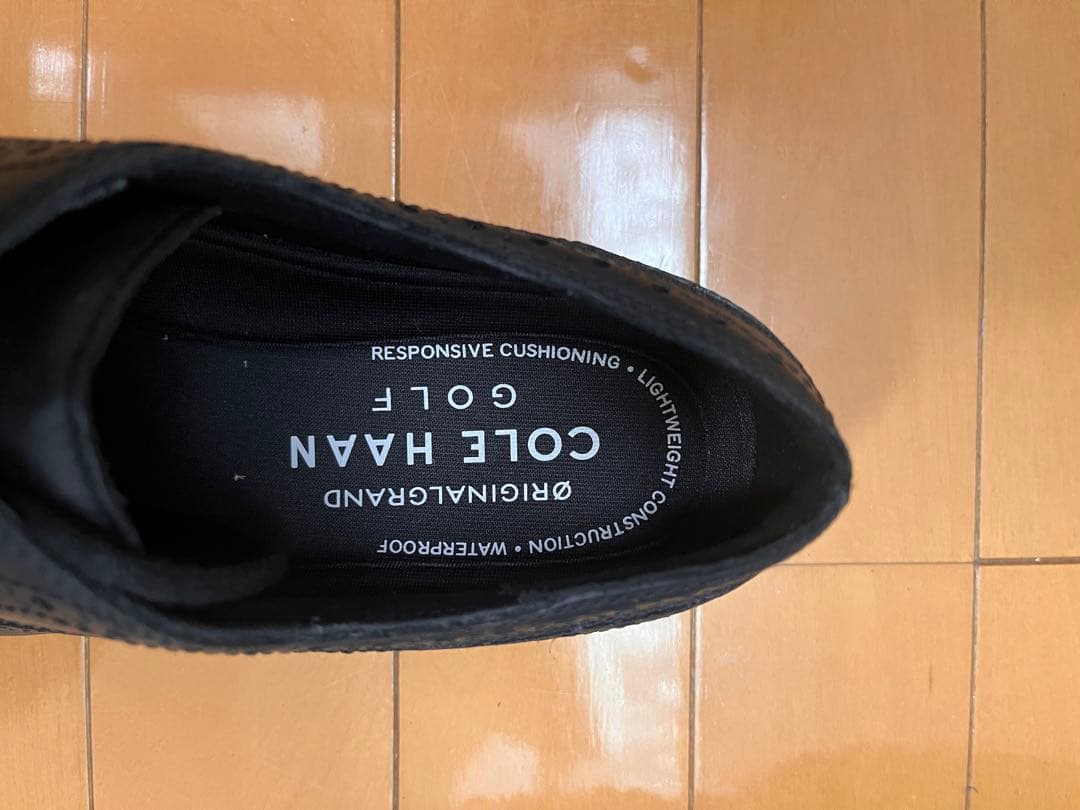 RESPONSIVE CUSHIONING • LIGHTWEIGHT CONSTRUCTION • WATERPROOF
ØRIGINALGRAND
COLE HAAN
GOLF